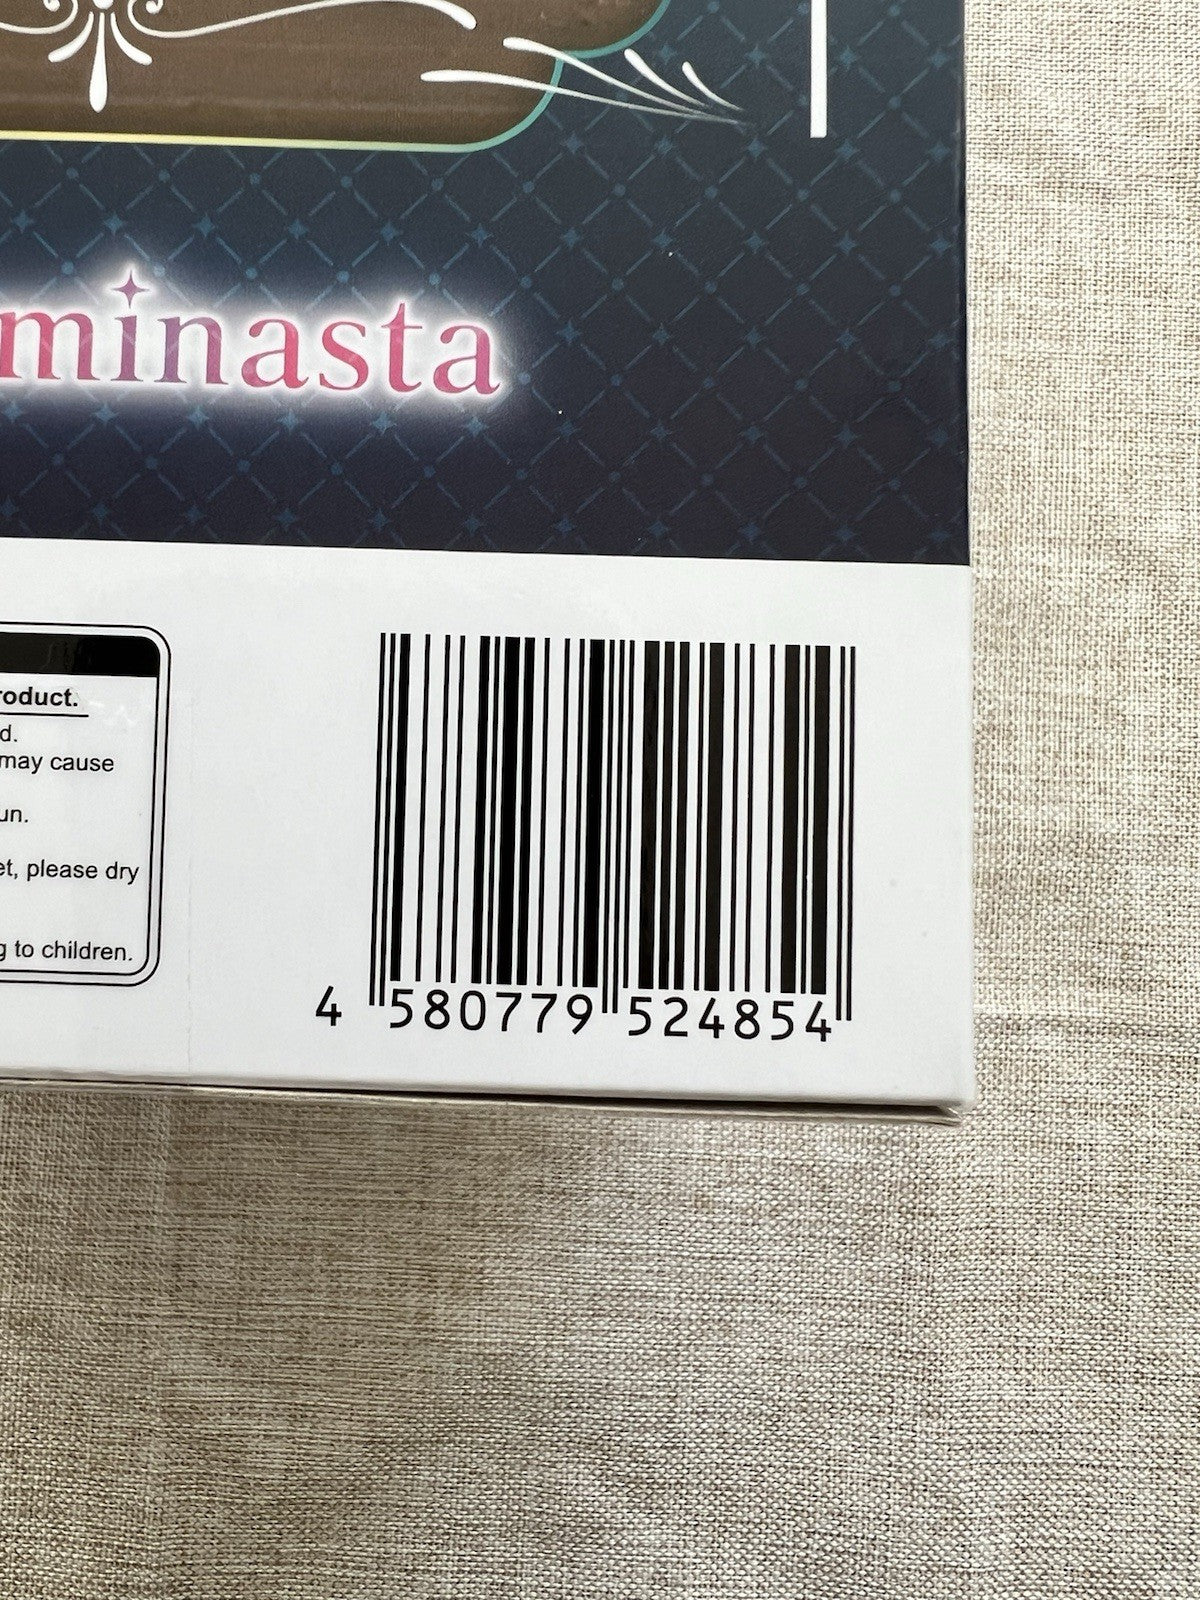 minasta
roduct.
d.
may cause
un.
et, please dry
g to children.
4 580779 524854